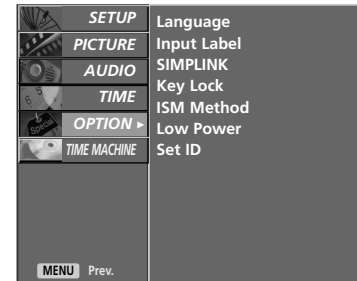 SETUP
PICTURE
AUDIO
TIME
OPTION ►
TIME MACHINE
MENU Prev.
Language
Input Label
SIMPLINK
Key Lock
ISM Method
Low Power
Set ID